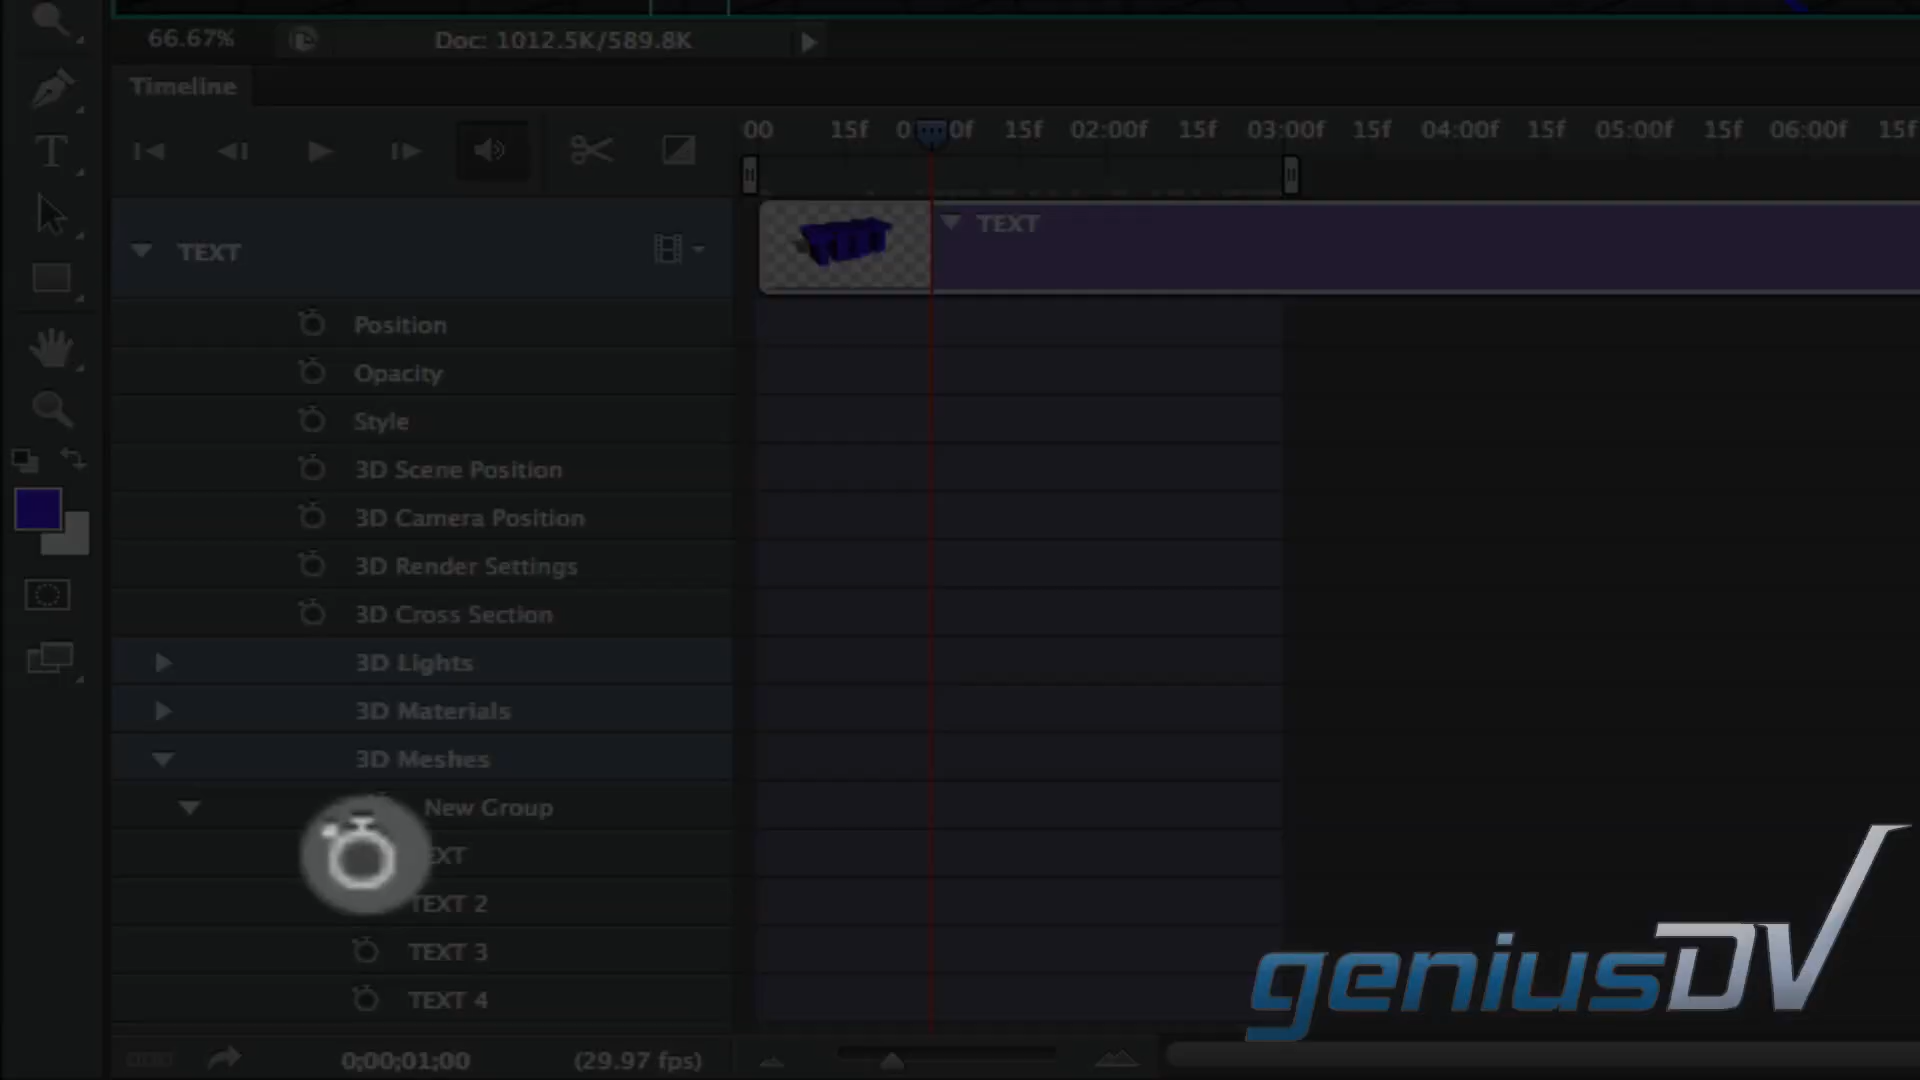 66.67%
Doc: 1012.5K/589.8K
Timeline
00 15f 0 0f 15f 02:00f 15f 03:00f 15f 04:00f 15f 05:00f 15f 06:00f 15f
TEXT
TEXT
Position
Opacity
Style
3D Scene Position
3D Camera Position
3D Render Settings
3D Cross Section
3D Lights
3D Materials
3D Meshes
New Group
EXT
TEXT 2
TEXT 3
TEXT 4
geniusDV
0;00;01;00 (29.97 fps)